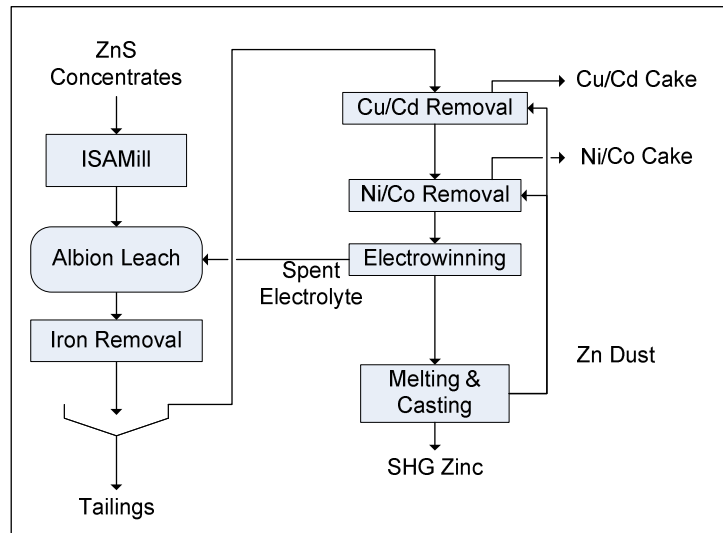 ZnS
Concentrates
ISAMill
Albion Leach
Iron Removal
Tailings
Cu/Cd Removal
Cu/Cd Cake
Ni/Co Removal
Ni/Co Cake
Electrowinning
Spent
Electrolyte
Melting &
Casting
Zn Dust
SHG Zinc